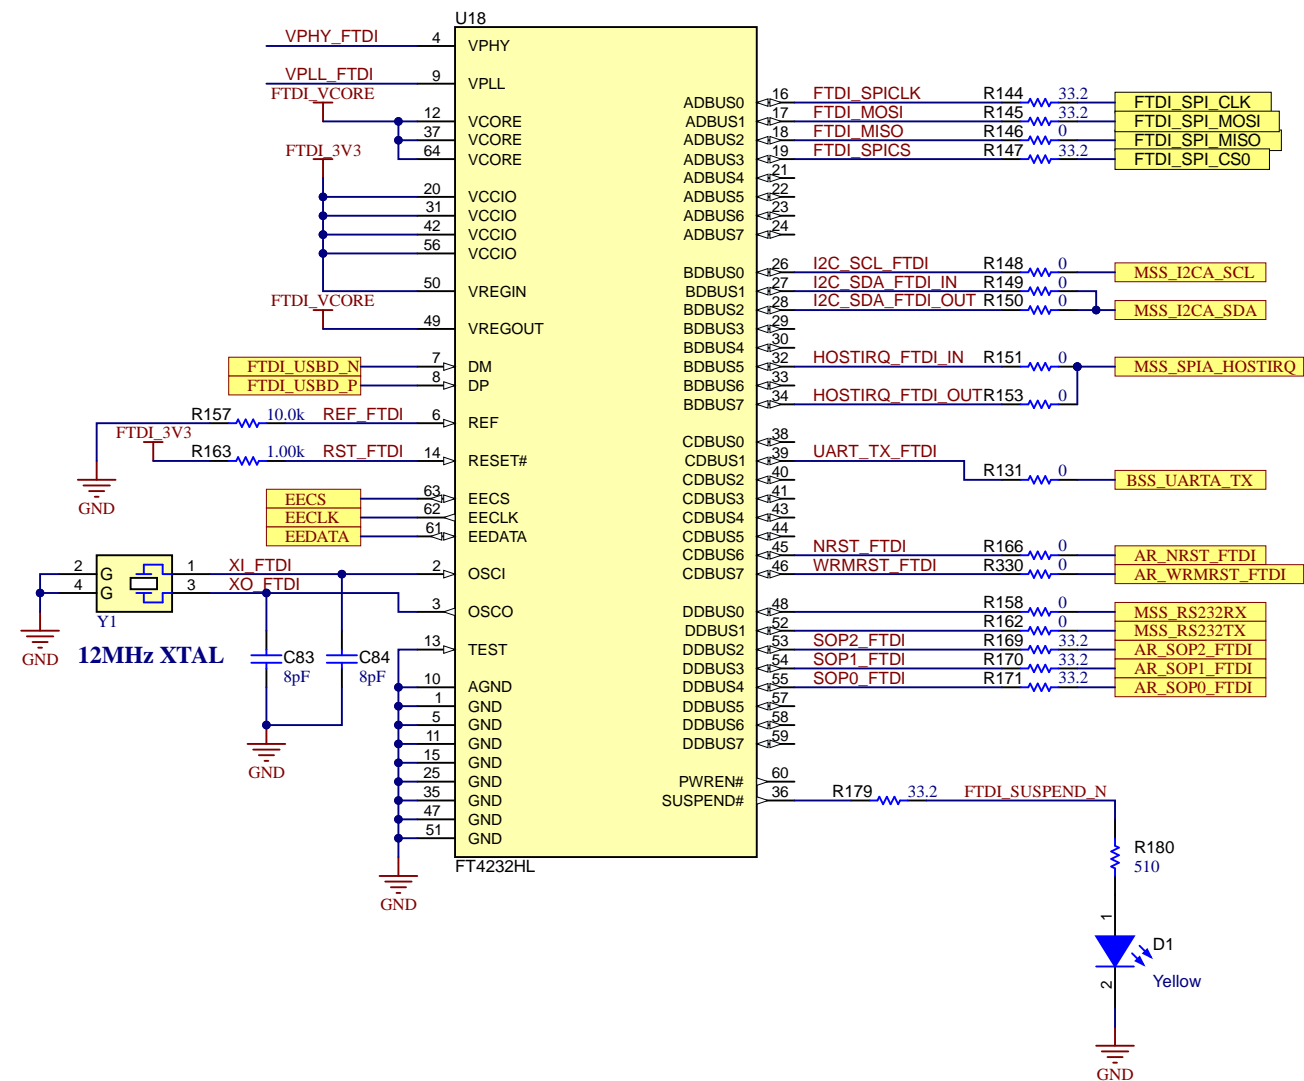 U18
VPHY_FTDI 4 VPHY
VPLL_FTDI 9 VPLL
FTDI_VCORE
12 VCORE
37 VCORE
64 VCORE
FTDI_3V3
20 VCCIO
31 VCCIO
42 VCCIO
56 VCCIO
50 VREGIN
FTDI_VCORE
49 VREGOUT
FTDI_USBD_N 7 DM
FTDI_USBD_P 8 DP
R157 10.0k REF_FTDI 6 REF
FTDI_3V3
R163 1.00k RST_FTDI 14 RESET#
GND
EECS 63 EECS
EECLK 62 EECLK
EEDATA 61 EEDATA
2 G 1 XI_FTDI 2 OSCI
4 G 3 XO_FTDI 3 OSCO
Y1
GND
12MHz XTAL
C83
8pF
C84
8pF
GND
13 TEST
10 AGND
1 GND
5 GND
11 GND
15 GND
25 GND
35 GND
47 GND
51 GND
GND
FT4232HL
ADBUS0 16 FTDI_SPICLK R144 33.2 FTDI_SPI_CLK
ADBUS1 17 FTDI_MOSI R145 33.2 FTDI_SPI_MOSI
ADBUS2 18 FTDI_MISO R146 0 FTDI_SPI_MISO
ADBUS3 19 FTDI_SPICS R147 33.2 FTDI_SPI_CS0
ADBUS4 21
ADBUS5 22
ADBUS6 23
ADBUS7 24
BDBUS0 26 I2C_SCL_FTDI R148 0 MSS_I2CA_SCL
BDBUS1 27 I2C_SDA_FTDI_IN R149 0
BDBUS2 28 I2C_SDA_FTDI_OUT R150 0 MSS_I2CA_SDA
BDBUS3 29
BDBUS4 30
BDBUS5 32 HOSTIRQ_FTDI_IN R151 0 MSS_SPIA_HOSTIRQ
BDBUS6 33
BDBUS7 34 HOSTIRQ_FTDI_OUT R153 0
CDBUS0 38
CDBUS1 39 UART_TX_FTDI
CDBUS2 40 R131 0 BSS_UARTA_TX
CDBUS3 41
CDBUS4 43
CDBUS5 44
CDBUS6 45 NRST_FTDI R166 0 AR_NRST_FTDI
CDBUS7 46 WRMRST_FTDI R330 0 AR_WRMRST_FTDI
DDBUS0 48 R158 0 MSS_RS232RX
DDBUS1 52 R162 0 MSS_RS232TX
DDBUS2 53 SOP2_FTDI R169 33.2 AR_SOP2_FTDI
DDBUS3 54 SOP1_FTDI R170 33.2 AR_SOP1_FTDI
DDBUS4 55 SOP0_FTDI R171 33.2 AR_SOP0_FTDI
DDBUS5 57
DDBUS6 58
DDBUS7 59
PWREN# 60
SUSPEND# 36 R179 33.2 FTDI_SUSPEND_N
R180
510
1
D1
Yellow
2
GND